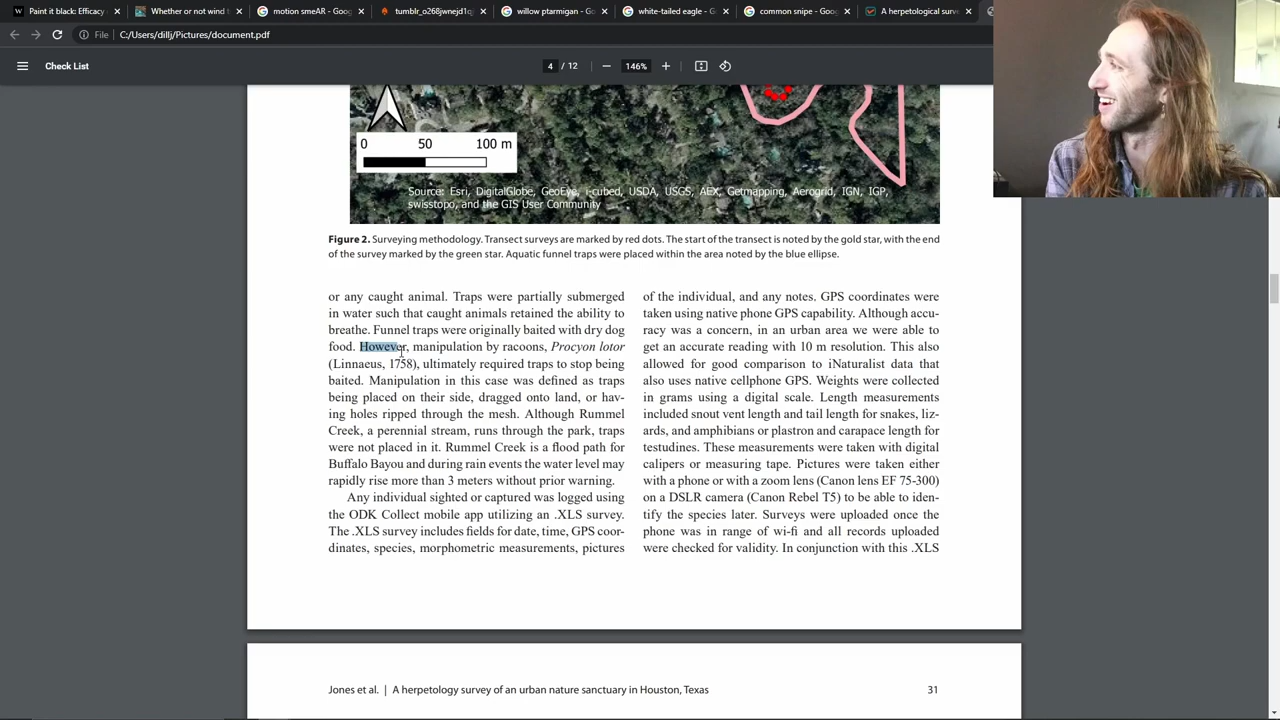 Paint it black: Efficacy
Whether or not wind t
motion smeAR - Goog
tumblr_o268jwnejd1q
willow ptarmigan - Go
white-tailed eagle - G
common snipe - Goog
A herpetological surv
File
C:/Users/dillj/Pictures/document.pdf
Check List
4 / 12
146%
0 50 100 m
Source: Esri, DigitalGlobe, GeoEye, i-cubed, USDA, USGS, AEX, Getmapping, Aerogrid, IGN, IGP,
swisstopo, and the GIS User Community
Figure 2. Surveying methodology. Transect surveys are marked by red dots. The start of the transect is noted by the gold star, with the end
of the survey marked by the green star. Aquatic funnel traps were placed within the area noted by the blue ellipse.
or any caught animal. Traps were partially submerged
in water such that caught animals retained the ability to
breathe. Funnel traps were originally baited with dry dog
food. However, manipulation by racoons, Procyon lotor
(Linnaeus, 1758), ultimately required traps to stop being
baited. Manipulation in this case was defined as traps
being placed on their side, dragged onto land, or hav-
ing holes ripped through the mesh. Although Rummel
Creek, a perennial stream, runs through the park, traps
were not placed in it. Rummel Creek is a flood path for
Buffalo Bayou and during rain events the water level may
rapidly rise more than 3 meters without prior warning.
Any individual sighted or captured was logged using
the ODK Collect mobile app utilizing an .XLS survey.
The .XLS survey includes fields for date, time, GPS coor-
dinates, species, morphometric measurements, pictures
of the individual, and any notes. GPS coordinates were
taken using native phone GPS capability. Although accu-
racy was a concern, in an urban area we were able to
get an accurate reading with 10 m resolution. This also
allowed for good comparison to iNaturalist data that
also uses native cellphone GPS. Weights were collected
in grams using a digital scale. Length measurements
included snout vent length and tail length for snakes, liz-
ards, and amphibians or plastron and carapace length for
testudines. These measurements were taken with digital
calipers or measuring tape. Pictures were taken either
with a phone or with a zoom lens (Canon lens EF 75-300)
on a DSLR camera (Canon Rebel T5) to be able to iden-
tify the species later. Surveys were uploaded once the
phone was in range of wi-fi and all records uploaded
were checked for validity. In conjunction with this .XLS
Jones et al. | A herpetology survey of an urban nature sanctuary in Houston, Texas
31